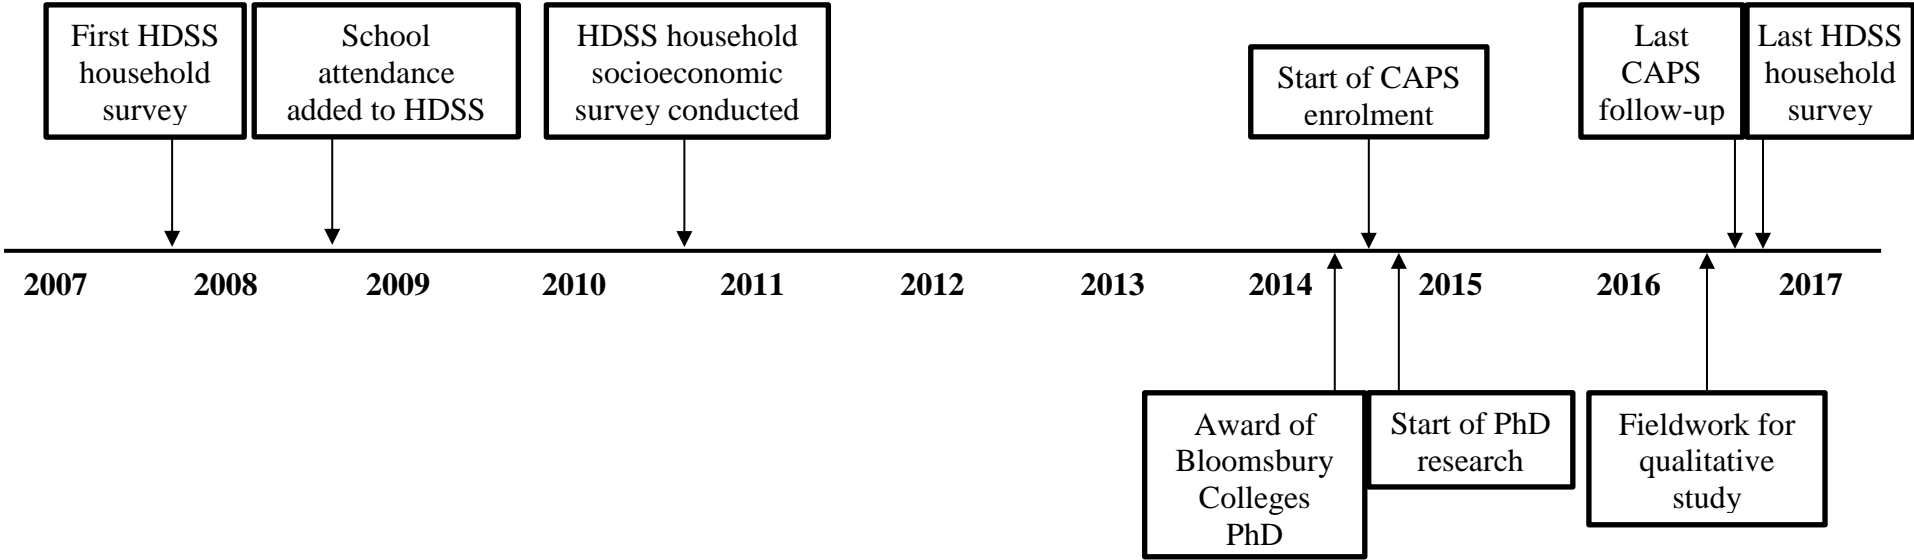 First HDSS
household
survey
School
attendance
added to HDSS
HDSS household
socioeconomic
survey conducted
Start of CAPS
enrolment
Last
CAPS
follow-up
Last HDSS
household
survey
2007 2008 2009 2010 2011 2012 2013 2014 2015 2016 2017
Award of
Bloomsbury
Colleges
PhD
Start of PhD
research
Fieldwork for
qualitative
study